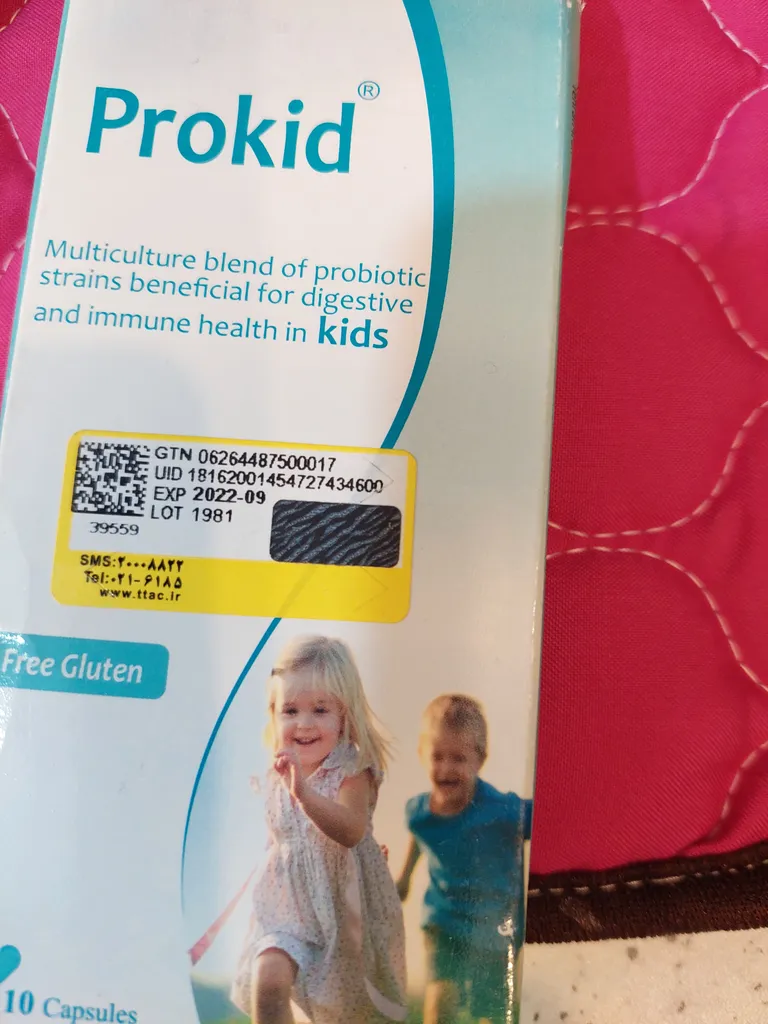 Prokid®
Multiculture blend of probiotic
strains beneficial for digestive
and immune health in kids
GTN 06264487500017
UID 18162001454727434600
EXP 2022-09
LOT 1981
39559
SMS:۲۰۰۰۸۸۲۲
Tel:۰۲۱-۶۱۸۵
www.ttac.ir
Free Gluten
10 Capsules